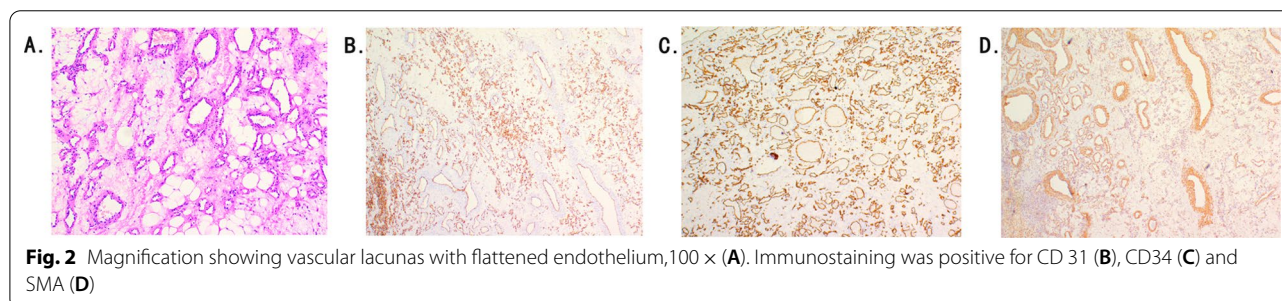 A.
B.
C.
D.
Fig. 2 Magnification showing vascular lacunas with flattened endothelium,100 × (A). Immunostaining was positive for CD 31 (B), CD34 (C) and
SMA (D)